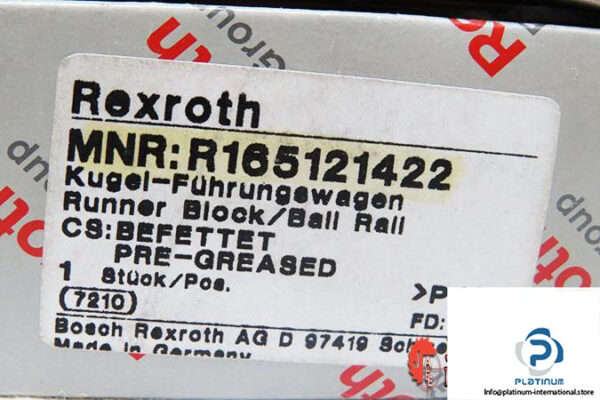 Rexroth
MNR: R165121422
Kugel-Führungswagen
Runner Block/Ball Rail
CS: BEFETTET
PRE-GREASED
1 Stück/Pos.
(7210)
>P
FD:
Bosch Rexroth AG D 97419
Made in Germany
PLATINUM
Info@platinum-international.store